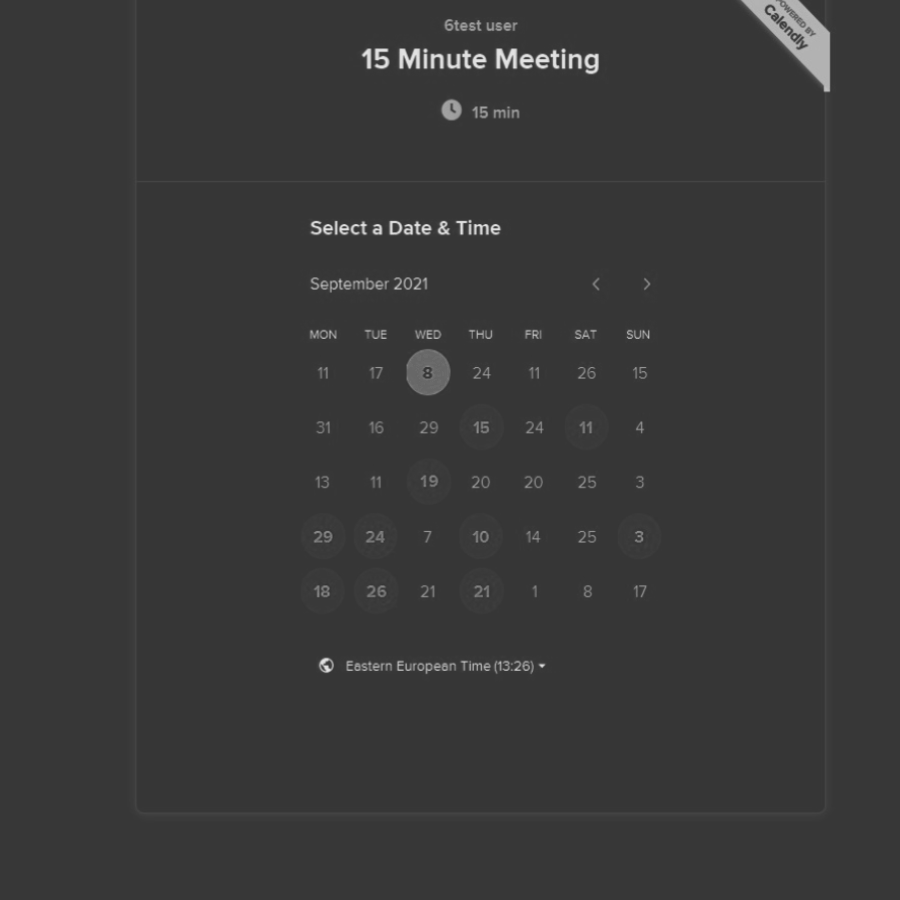 POWERED BY
Calendly
6test user
15 Minute Meeting
15 min
Select a Date & Time
September 2021
MON TUE WED THU FRI SAT SUN
11 17 8 24 11 26 15
31 16 29 15 24 11 4
13 11 19 20 20 25 3
29 24 7 10 14 25 3
18 26 21 21 1 8 17
Eastern European Time (13:26)